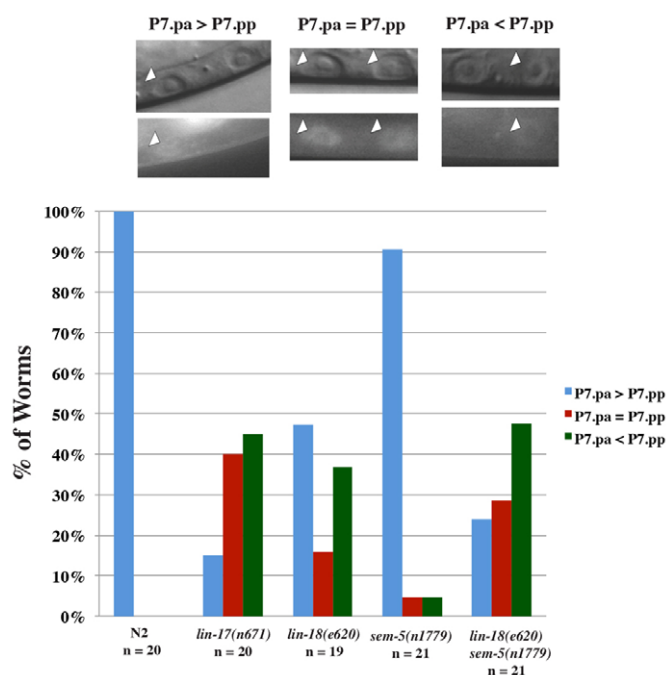 P7.pa > P7.pp P7.pa = P7.pp P7.pa < P7.pp
100%
90%
80%
70%
60%
50%
40%
30%
20%
10%
0%
% of Worms
P7.pa > P7.pp
P7.pa = P7.pp
P7.pa < P7.pp
N2 lin-17(n671) lin-18(e620) sem-5(n1779) lin-18(e620)
n = 20 n = 20 n = 19 n = 21 sem-5(n1779)
n = 21